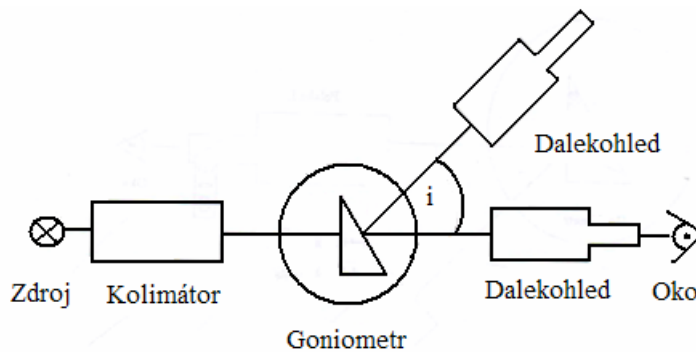 Dalekohled
i
Zdroj
Kolimátor
Dalekohled
Oko
Goniometr